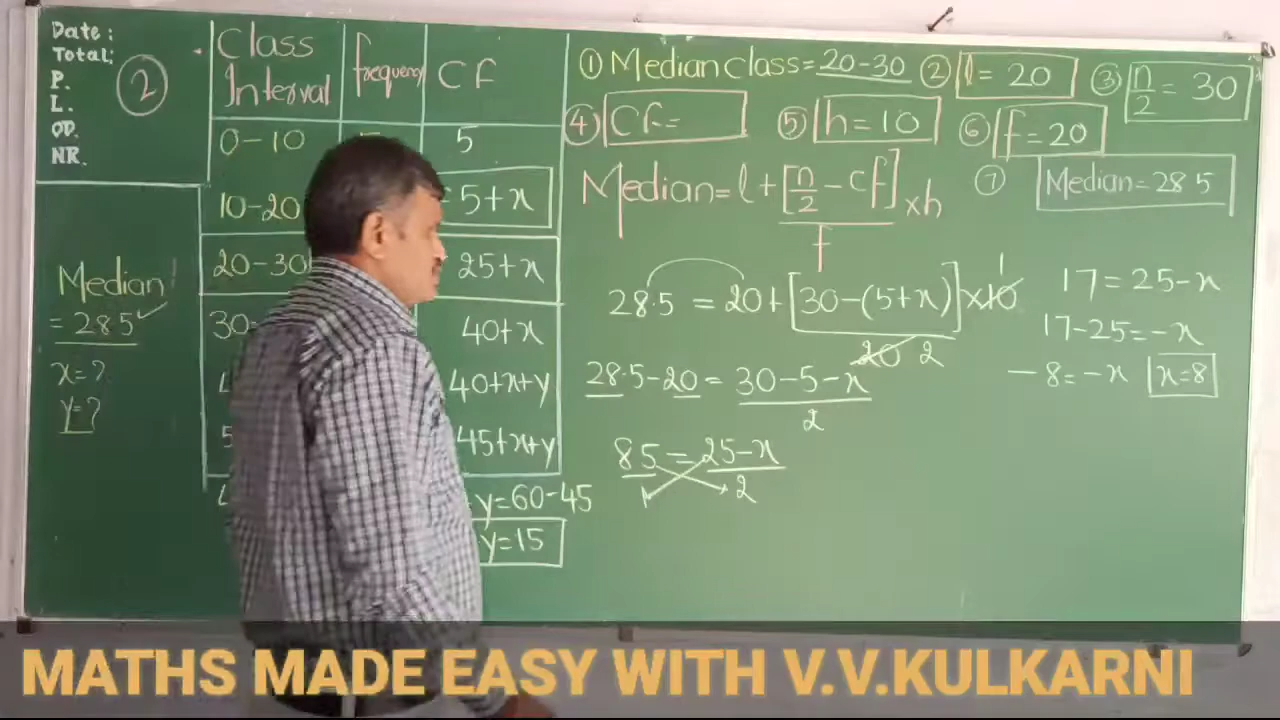 Date:
Total:
P.
L.
OD.
NR.
②
Class Interval
frequency
CF
0-10
5
10-20
=5+x
20-30
25+x
30-
40+x
40+x+y
45+x+y
y=60-45
y=15
Median
=28.5
x=?
y=?
① Median class=20-30
② l=20
③ n/2=30
④ Cf=
⑤ h=10
⑥ f=20
Median=l+[n/2-cf]/f×h
⑦ Median=28.5
28.5=20+[30-(5+x)]×10 1
20 2
28.5-20=30-5-x
2
85=25-x
2
17=25-x
17-25=-x
-8=-x x=8
MATHS MADE EASY WITH V.V.KULKARNI